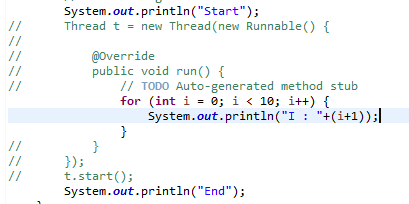 System.out.println("Start");
// Thread t = new Thread(new Runnable() {
//
// @Override
// public void run() {
// // TODO Auto-generated method stub
for (int i = 0; i < 10; i++) {
System.out.println("I : "+(i+1));
}
// }
// });
// t.start();
System.out.println("End");